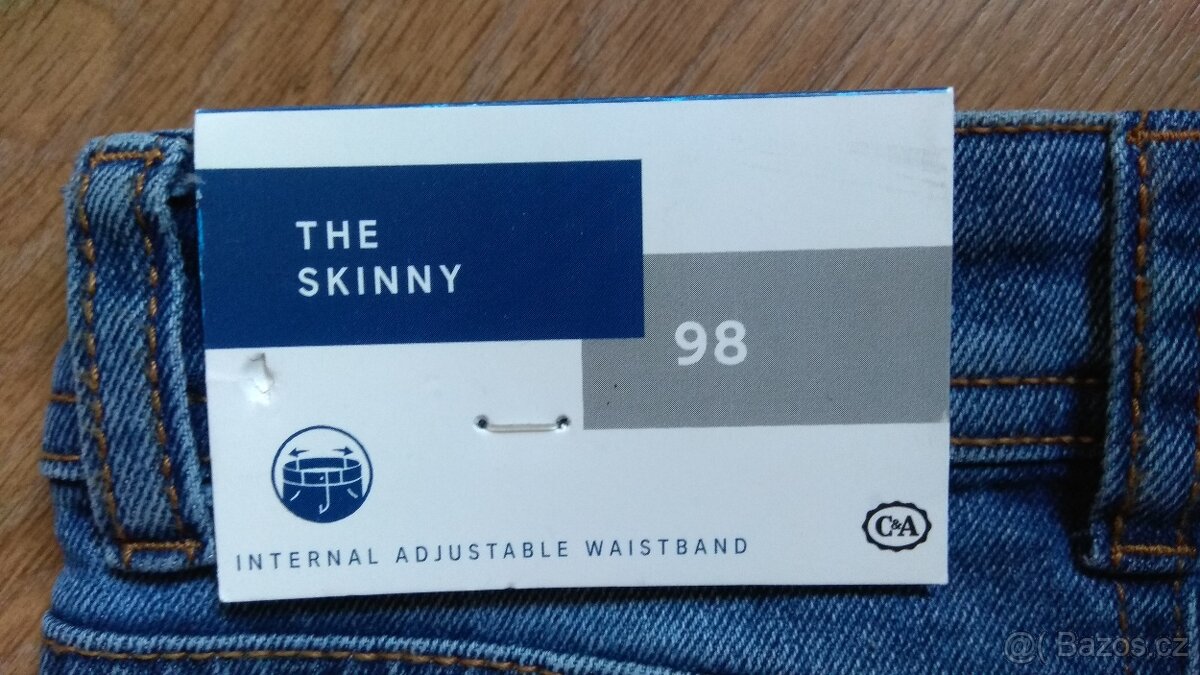 THE
SKINNY
98
INTERNAL ADJUSTABLE WAISTBAND
C&A
@( Bazos.cz